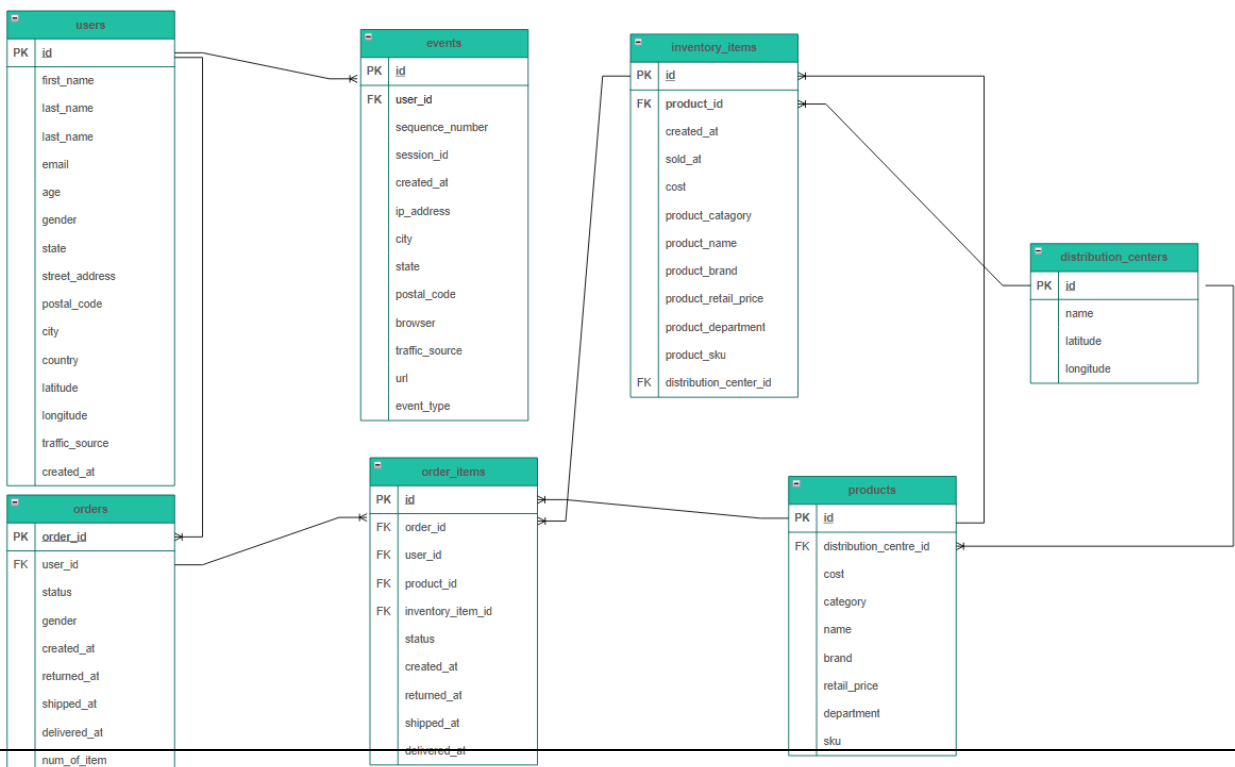 users
PK id
first_name
last_name
last_name
email
age
gender
state
street_address
postal_code
city
country
latitude
longitude
traffic_source
created_at
events
PK id
FK user_id
sequence_number
session_id
created_at
ip_address
city
state
postal_code
browser
traffic_source
url
event_type
inventory_items
PK id
FK product_id
created_at
sold_at
cost
product_catagory
product_name
product_brand
product_retail_price
product_department
product_sku
FK distribution_center_id
distribution_centers
PK id
name
latitude
longitude
orders
PK order_id
FK user_id
status
gender
created_at
returned_at
shipped_at
delivered_at
num_of_item
order_items
PK id
FK order_id
FK user_id
FK product_id
FK inventory_item_id
status
created_at
returned_at
shipped_at
delivered_at
products
PK id
FK distribution_centre_id
cost
category
name
brand
retail_price
department
sku